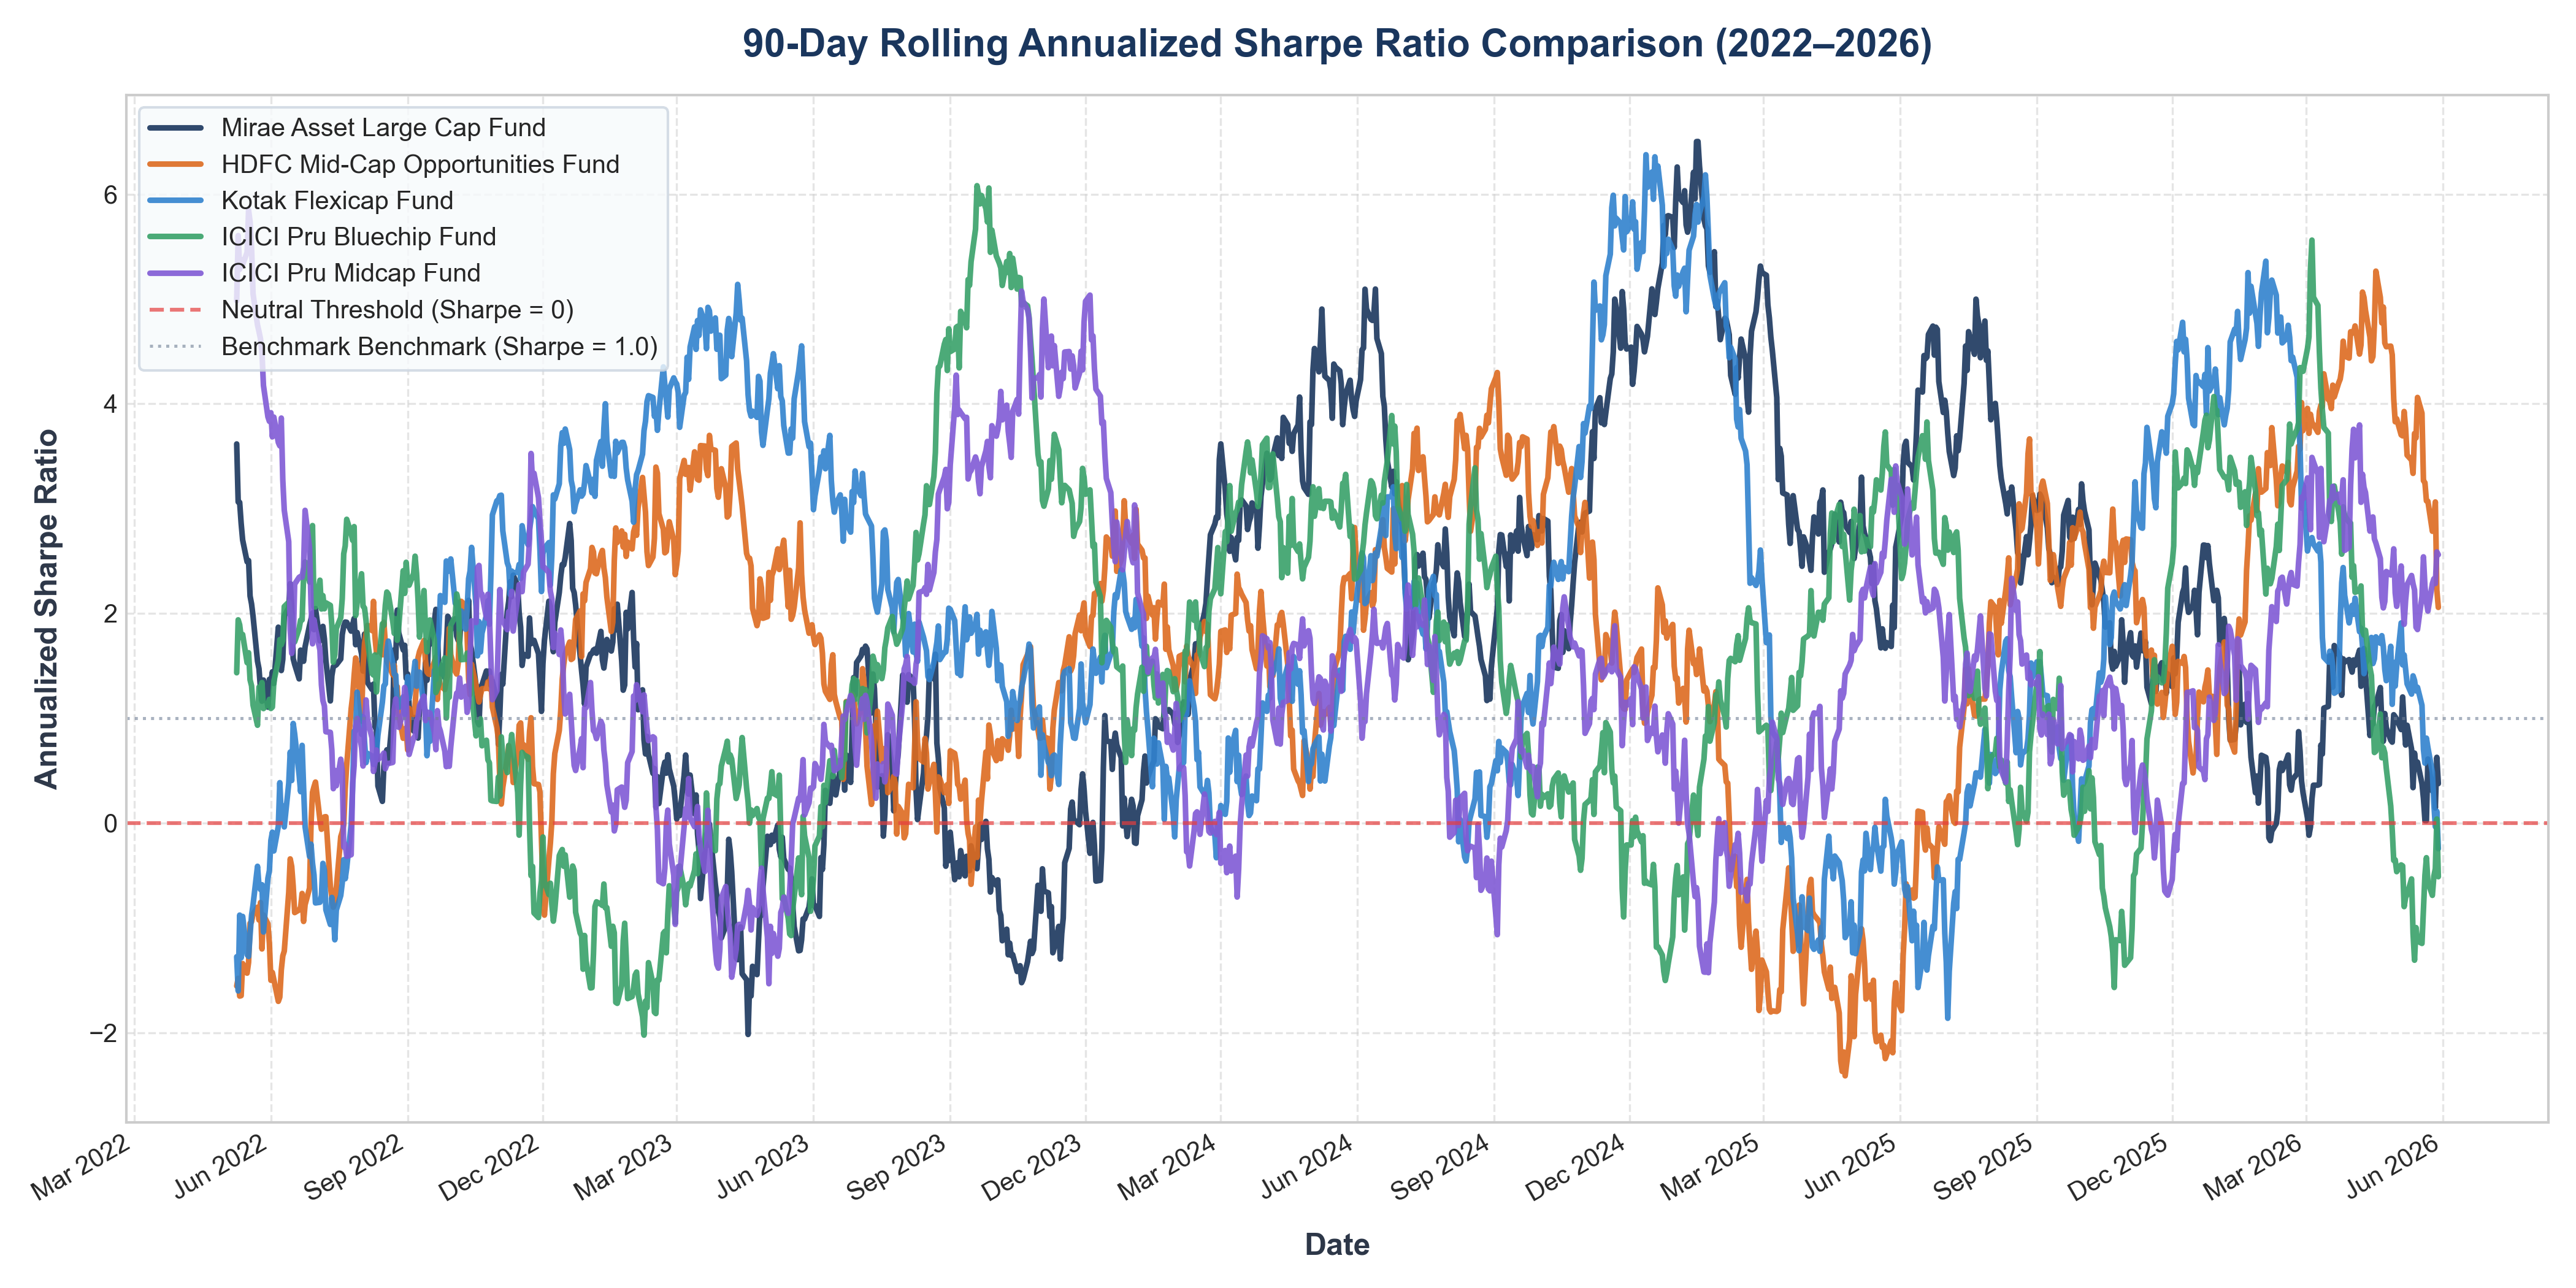 90-Day Rolling Annualized Sharpe Ratio Comparison (2022–2026)
Mirae Asset Large Cap Fund
HDFC Mid-Cap Opportunities Fund
Kotak Flexicap Fund
ICICI Pru Bluechip Fund
ICICI Pru Midcap Fund
Neutral Threshold (Sharpe = 0)
Benchmark Benchmark (Sharpe = 1.0)
Annualized Sharpe Ratio
6
4
2
0
−2
Mar 2022
Jun 2022
Sep 2022
Dec 2022
Mar 2023
Jun 2023
Sep 2023
Dec 2023
Mar 2024
Jun 2024
Sep 2024
Dec 2024
Mar 2025
Jun 2025
Sep 2025
Dec 2025
Mar 2026
Jun 2026
Date